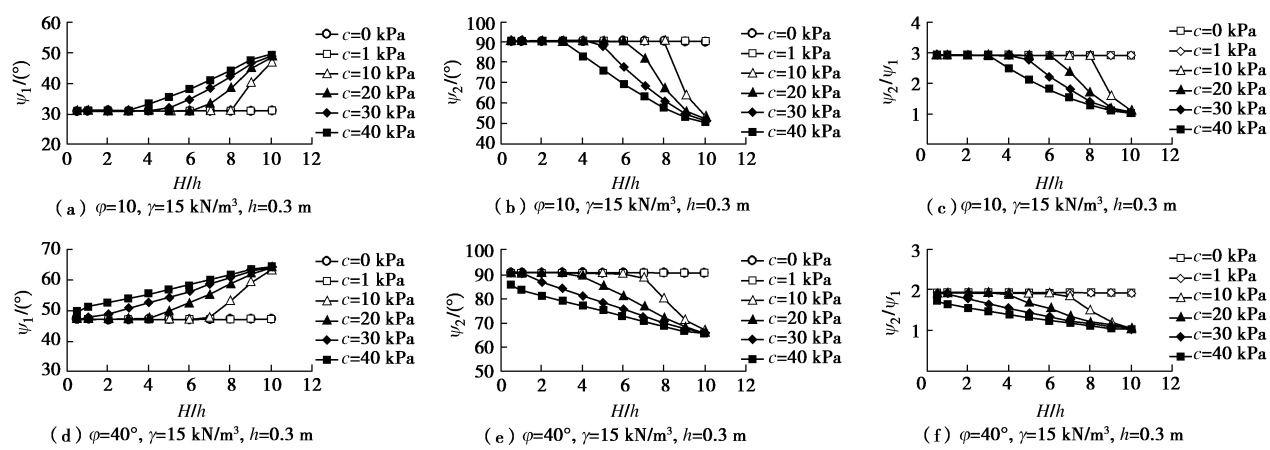 60
50
40
30
20
ψ1/(°)
0 2 4 6 8 10 12
H/h
c=0 kPa
c=1 kPa
c=10 kPa
c=20 kPa
c=30 kPa
c=40 kPa
(a) φ=10, γ=15 kN/m³, h=0.3 m
100
90
80
70
60
50
40
ψ2/(°)
0 2 4 6 8 10 12
H/h
c=0 kPa
c=1 kPa
c=10 kPa
c=20 kPa
c=30 kPa
c=40 kPa
(b) φ=10, γ=15 kN/m³, h=0.3 m
4
3
2
1
ψ2/ψ1
0 2 4 6 8 10 12
H/h
c=0 kPa
c=1 kPa
c=10 kPa
c=20 kPa
c=30 kPa
c=40 kPa
(c) φ=10, γ=15 kN/m³, h=0.3 m
70
60
50
40
30
ψ1/(°)
0 2 4 6 8 10 12
H/h
c=0 kPa
c=1 kPa
c=10 kPa
c=20 kPa
c=30 kPa
c=40 kPa
(d) φ=40°, γ=15 kN/m³, h=0.3 m
100
90
80
70
60
50
ψ2/(°)
0 2 4 6 8 10 12
H/h
c=0 kPa
c=1 kPa
c=10 kPa
c=20 kPa
c=30 kPa
c=40 kPa
(e) φ=40°, γ=15 kN/m³, h=0.3 m
3
2
1
ψ2/ψ1
0 2 4 6 8 10 12
H/h
c=0 kPa
c=1 kPa
c=10 kPa
c=20 kPa
c=30 kPa
c=40 kPa
(f) φ=40°, γ=15 kN/m³, h=0.3 m